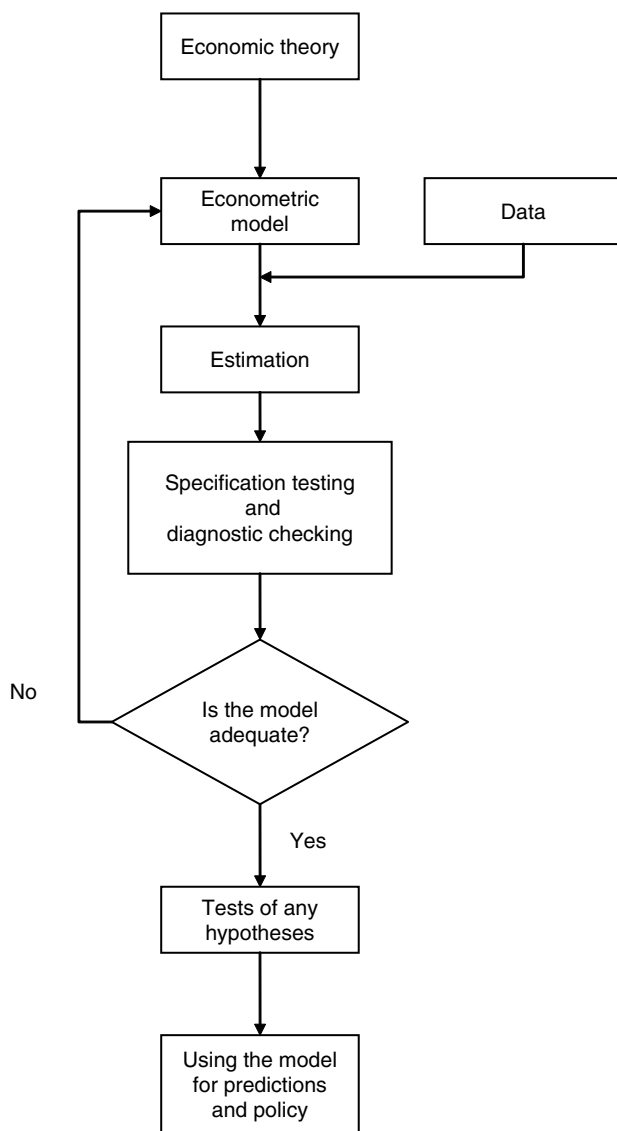 Economic theory
Econometric
model
Data
Estimation
Specification testing
and
diagnostic checking
No
Is the model
adequate?
Yes
Tests of any
hypotheses
Using the model
for predictions
and policy